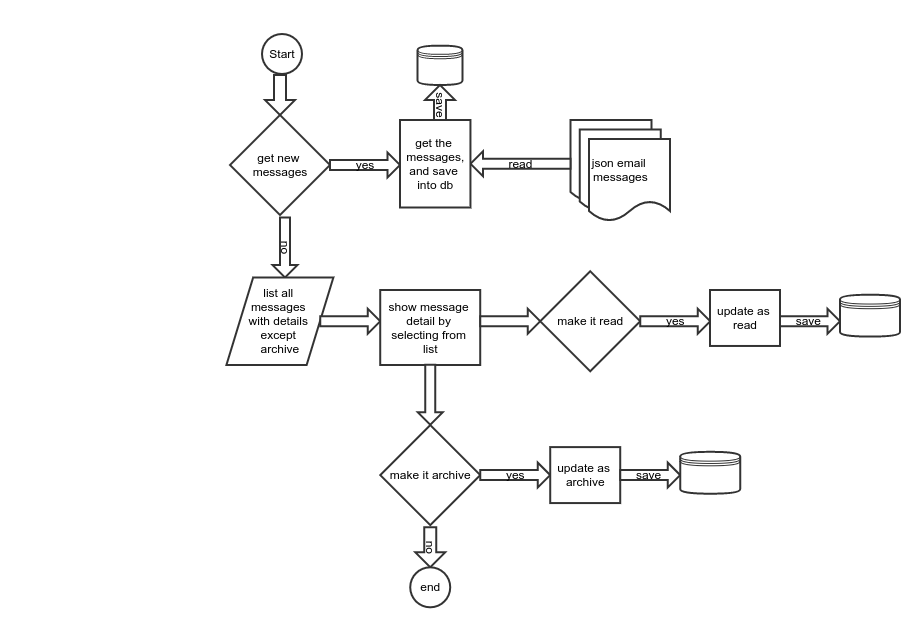 Start
save
get new
messages
yes
get the
messages,
and save
into db
read
json email
messages
no
list all
messages
with details
except
archive
show message
detail by
selecting from
list
make it read
yes
update as
read
save
make it archive
yes
update as
archive
save
no
end